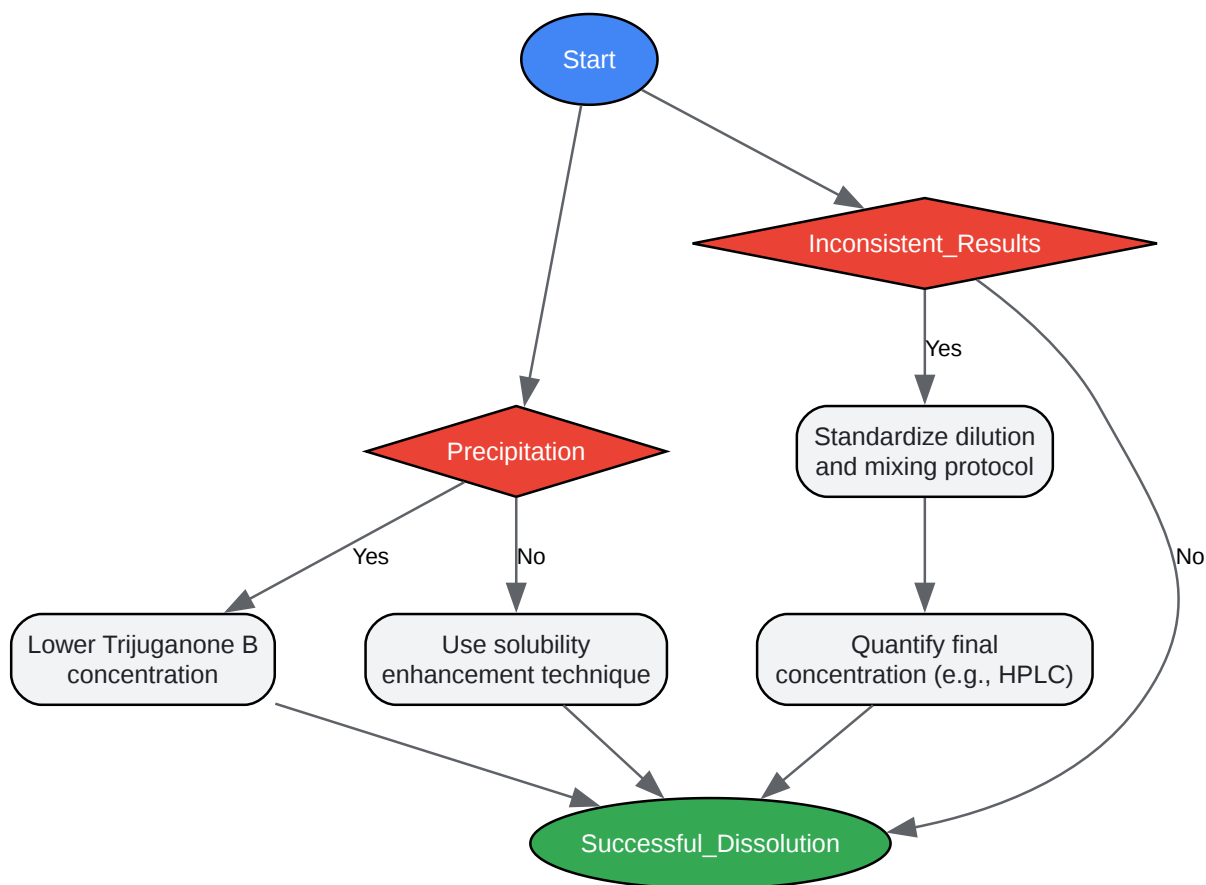 Start
Inconsistent_Results
Yes
Standardize dilution
and mixing protocol
Precipitation
Yes
No
No
Lower Trijuganone B
concentration
Use solubility
enhancement technique
Quantify final
concentration (e.g., HPLC)
Successful_Dissolution